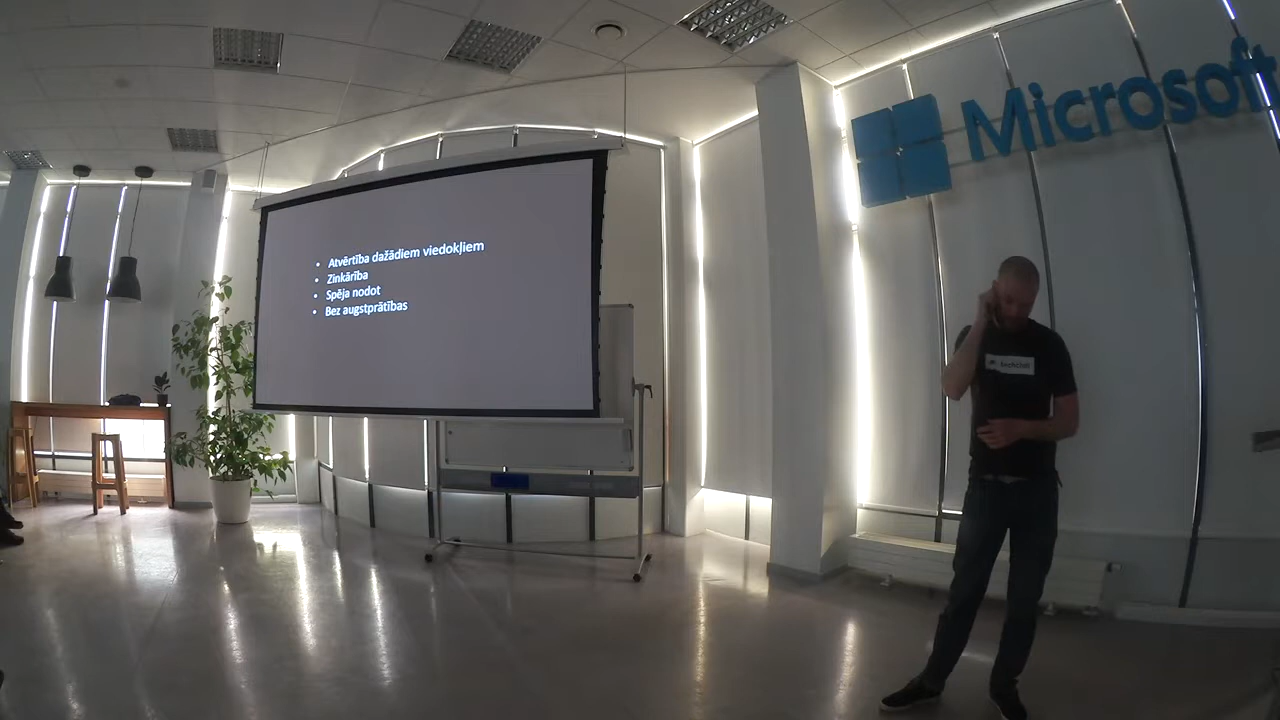 • Atvērtība dažādiem viedokļiem
• Zinkārība
• Spēja nodot
• Bez augstprātības
Microsoft